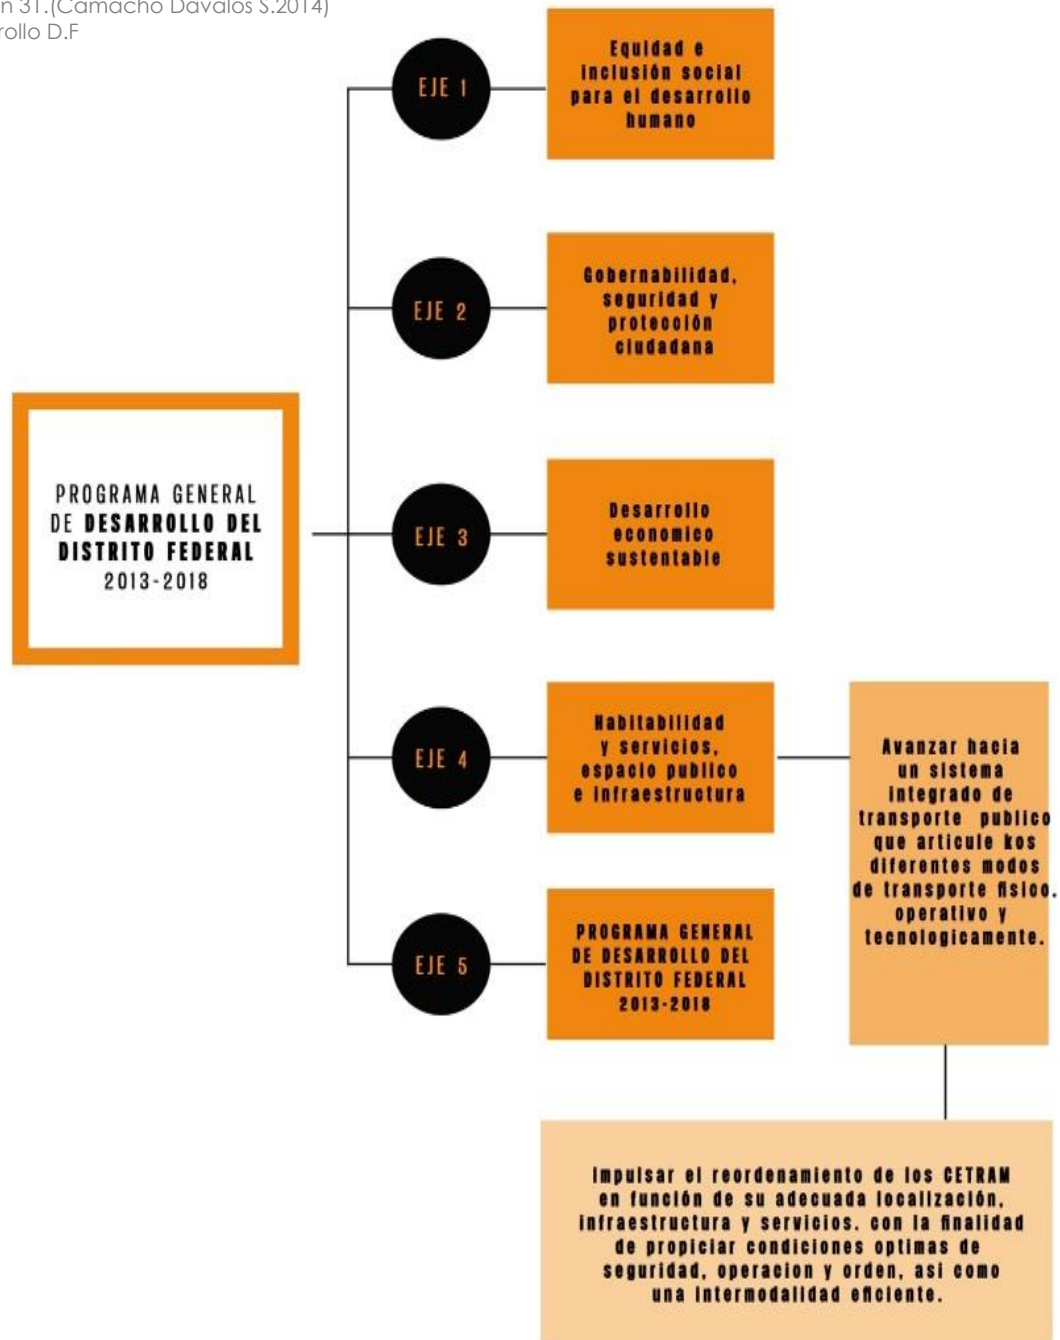 n 31.(Camacho Davalos S.2014)
rollo D.F
EJE 1
Equidad e
inclusión social
para el desarrollo
humano
EJE 2
Gobernabilidad,
seguridad y
protección
ciudadana
PROGRAMA GENERAL
DE DESARROLLO DEL
DISTRITO FEDERAL
2013-2018
EJE 3
Desarrollo
economico
sustentable
EJE 4
Habitabilidad
y servicios,
espacio publico
e infraestructura
Avanzar hacia
un sistema
integrado de
transporte publico
que articule kos
diferentes modos
de transporte fisico.
operativo y
tecnologicamente.
EJE 5
PROGRAMA GENERAL
DE DESARROLLO DEL
DISTRITO FEDERAL
2013-2018
Impulsar el reordenamiento de los CETRAM
en función de su adecuada localización,
infraestructura y servicios. con la finalidad
de propiciar condiciones optimas de
seguridad, operacion y orden, asi como
una intermodalidad eficiente.